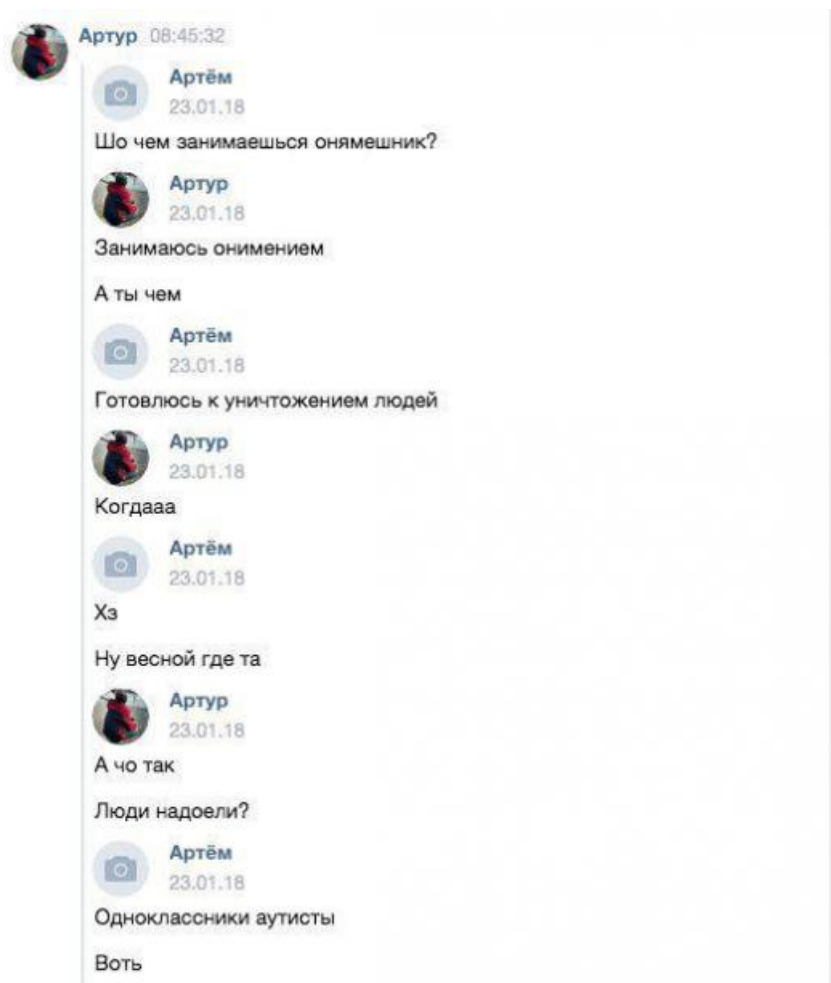 Артур 08:45:32
Артём
23.01.18
Шо чем занимаешься онямешник?
Артур
23.01.18
Занимаюсь онимением
А ты чем
Артём
23.01.18
Готовлюсь к уничтожением людей
Артур
23.01.18
Когдааа
Артём
23.01.18
Хз
Ну весной где та
Артур
23.01.18
А чо так
Люди надоели?
Артём
23.01.18
Одноклассники аутисты
Воть